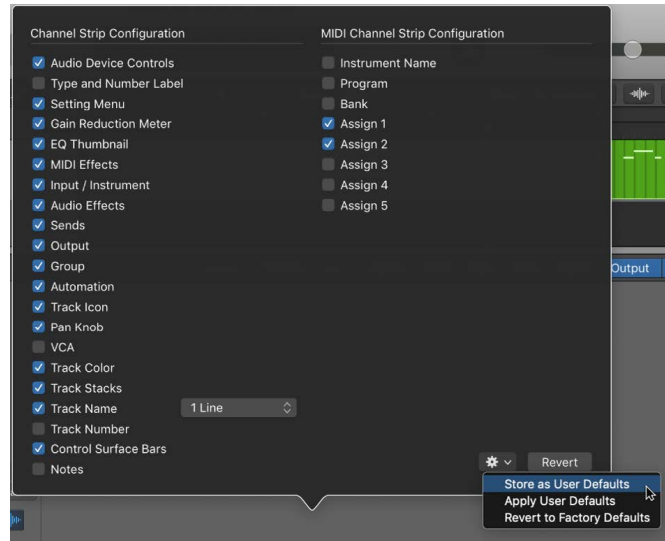 Channel Strip Configuration
Audio Device Controls
Type and Number Label
Setting Menu
Gain Reduction Meter
EQ Thumbnail
MIDI Effects
Input / Instrument
Audio Effects
Sends
Output
Group
Automation
Track Icon
Pan Knob
VCA
Track Color
Track Stacks
Track Name 1 Line
Track Number
Control Surface Bars
Notes
MIDI Channel Strip Configuration
Instrument Name
Program
Bank
Assign 1
Assign 2
Assign 3
Assign 4
Assign 5
Output
Revert
Store as User Defaults
Apply User Defaults
Revert to Factory Defaults